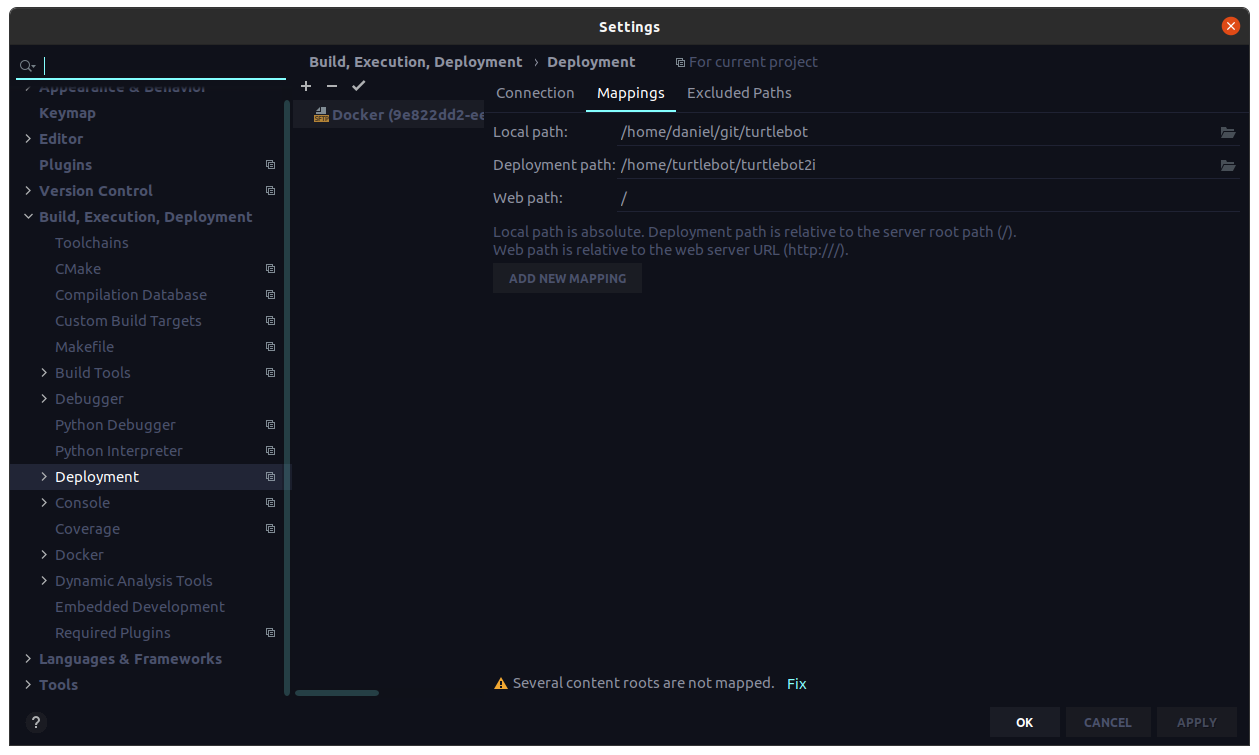 Settings
Build, Execution, Deployment › Deployment For current project
Appearance & Behavior
Keymap
Editor
Plugins
Version Control
Build, Execution, Deployment
Toolchains
CMake
Compilation Database
Custom Build Targets
Makefile
Build Tools
Debugger
Python Debugger
Python Interpreter
Deployment
Console
Coverage
Docker
Dynamic Analysis Tools
Embedded Development
Required Plugins
Languages & Frameworks
Tools
?
+ −
SFTP Docker (9e822dd2-ee
Connection Mappings Excluded Paths
Local path: /home/daniel/git/turtlebot
Deployment path: /home/turtlebot/turtlebot2i
Web path: /
Local path is absolute. Deployment path is relative to the server root path (/).
Web path is relative to the web server URL (http:///).
ADD NEW MAPPING
Several content roots are not mapped. Fix
OK CANCEL APPLY